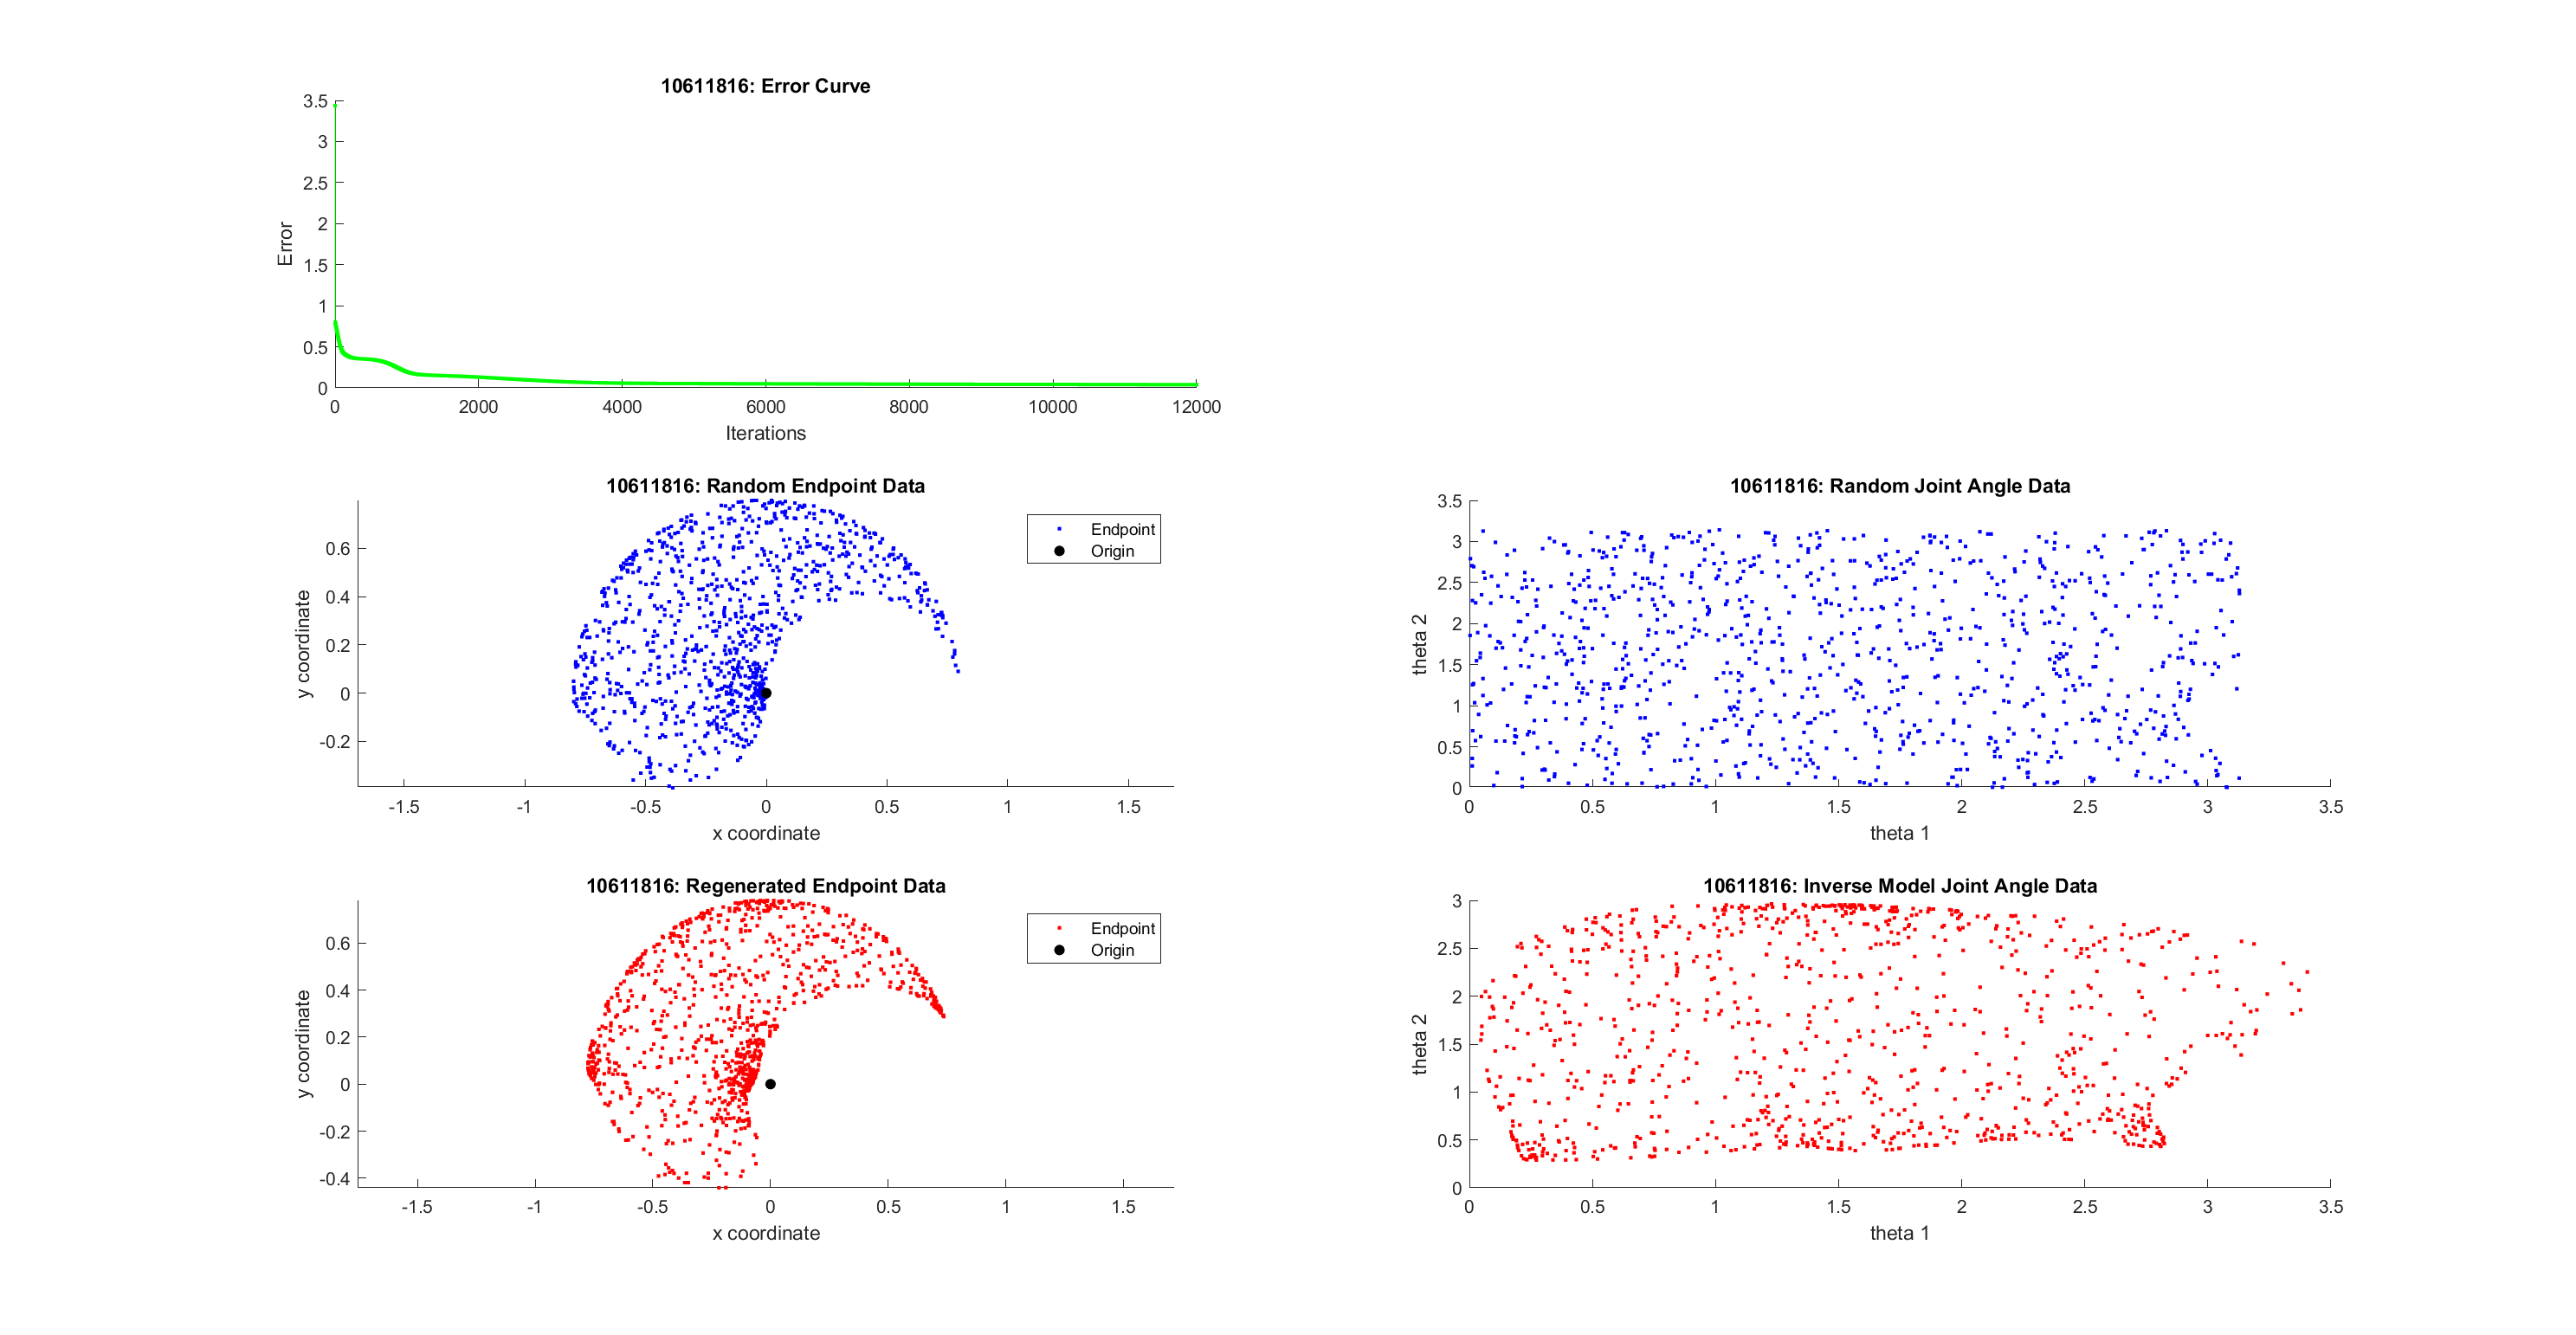 10611816: Error Curve
3.5
3
2.5
2
1.5
1
0.5
0
Error
0 2000 4000 6000 8000 10000 12000
Iterations
10611816: Random Endpoint Data
0.6
0.4
0.2
0
-0.2
y coordinate
Endpoint
Origin
-1.5 -1 -0.5 0 0.5 1 1.5
x coordinate
10611816: Random Joint Angle Data
3.5
3
2.5
2
1.5
1
0.5
0
theta 2
0 0.5 1 1.5 2 2.5 3 3.5
theta 1
10611816: Regenerated Endpoint Data
0.6
0.4
0.2
0
-0.2
-0.4
y coordinate
Endpoint
Origin
-1.5 -1 -0.5 0 0.5 1 1.5
x coordinate
10611816: Inverse Model Joint Angle Data
3
2.5
2
1.5
1
0.5
0
theta 2
0 0.5 1 1.5 2 2.5 3 3.5
theta 1